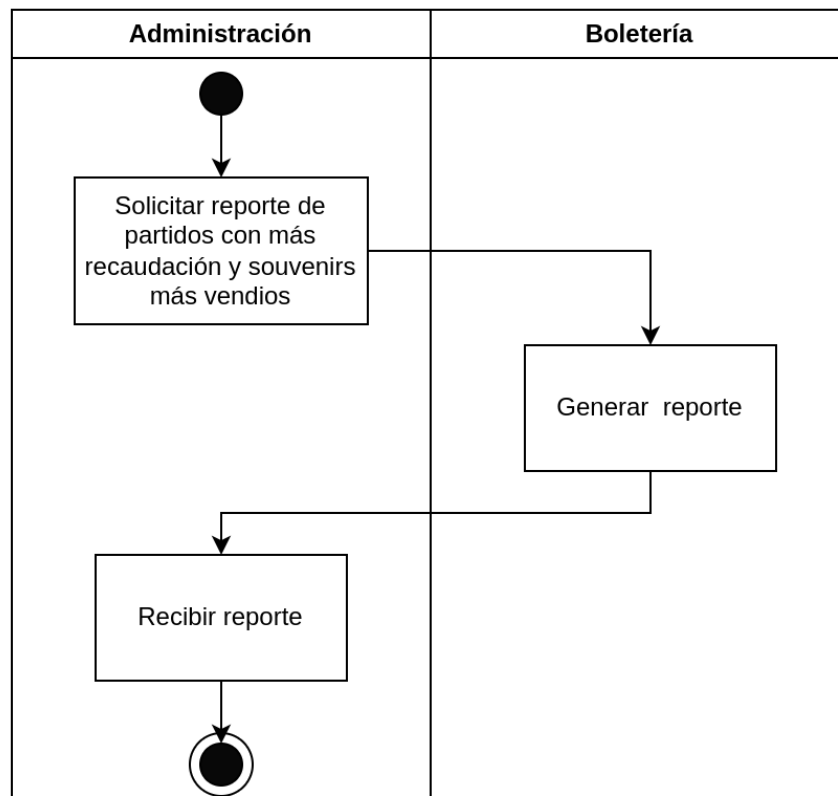 Administración
Boletería
Solicitar reporte de
partidos con más
recaudación y souvenirs
más vendios
Generar  reporte
Recibir reporte